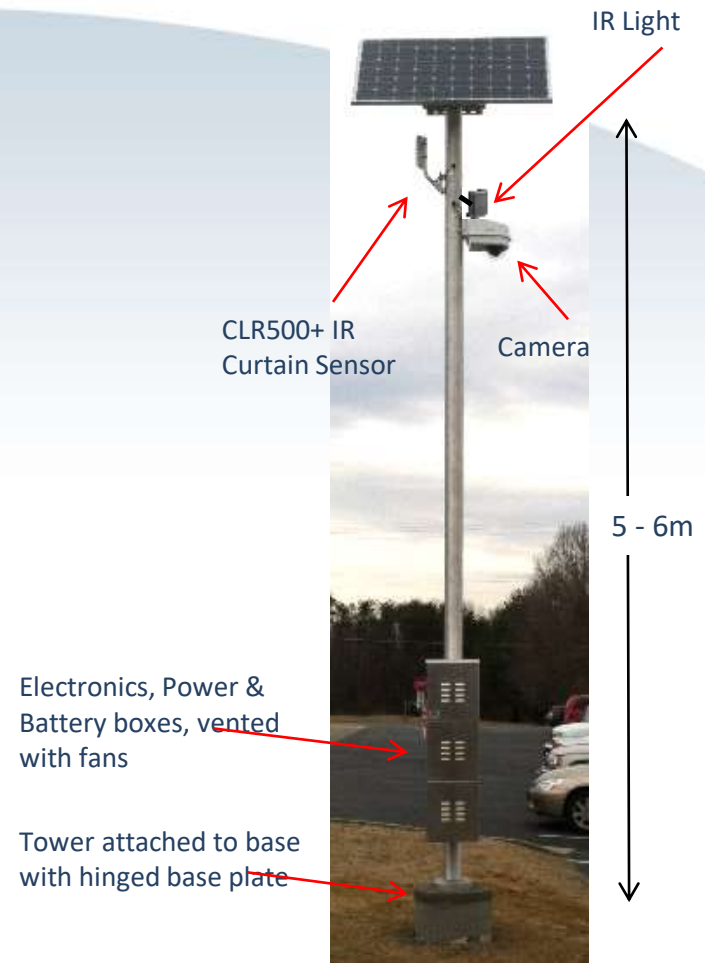 IR Light
CLR500+ IR
Curtain Sensor
Camera
5 - 6m
Electronics, Power &
Battery boxes, vented
with fans
Tower attached to base
with hinged base plate